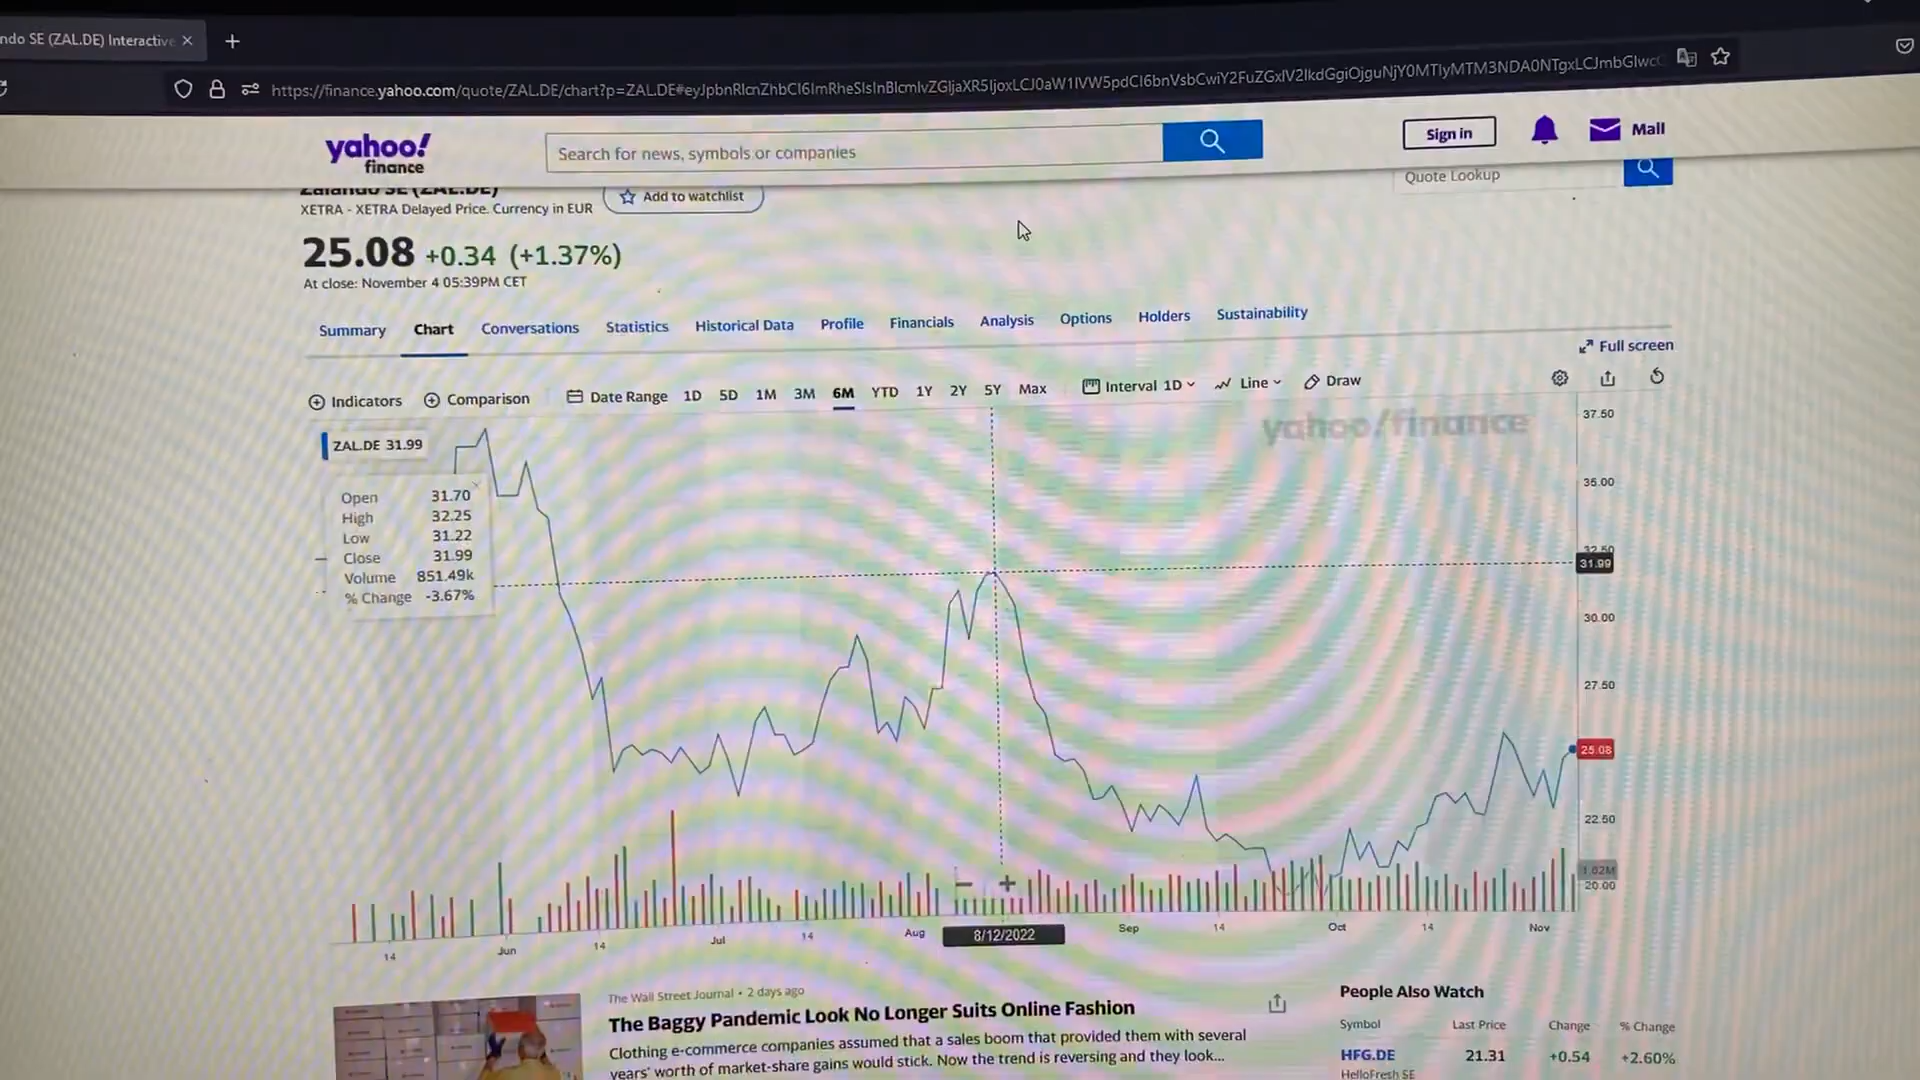 ndo SE (ZAL.DE) Interactive
yahoo!
finance
Search for news, symbols or companies
Sign in
Mail
Zalando SE (ZAL.DE)
Add to watchlist
Quote Lookup
XETRA - XETRA Delayed Price. Currency in EUR
25.08 +0.34 (+1.37%)
At close: November 4 05:39PM CET
Summary Chart Conversations Statistics Historical Data Profile Financials Analysis Options Holders Sustainability
Full screen
Indicators Comparison Date Range 1D 5D 1M 3M 6M YTD 1Y 2Y 5Y Max Interval 1D Line Draw
yahoo!finance
ZAL.DE 31.99
Open 31.70
High 32.25
Low 31.22
Close 31.99
Volume 851.49k
% Change -3.67%
37.50
35.00
32.50
31.99
30.00
27.50
25.08
22.50
1.02M
20.00
14 Jun 14 Jul 14 Aug 8/12/2022 Sep 14 Oct 14 Nov
The Wall Street Journal • 2 days ago
The Baggy Pandemic Look No Longer Suits Online Fashion
Clothing e-commerce companies assumed that a sales boom that provided them with several
years' worth of market-share gains would stick. Now the trend is reversing and they look...
People Also Watch
Symbol Last Price Change % Change
HFG.DE 21.31 +0.54 +2.60%
HelloFresh SE